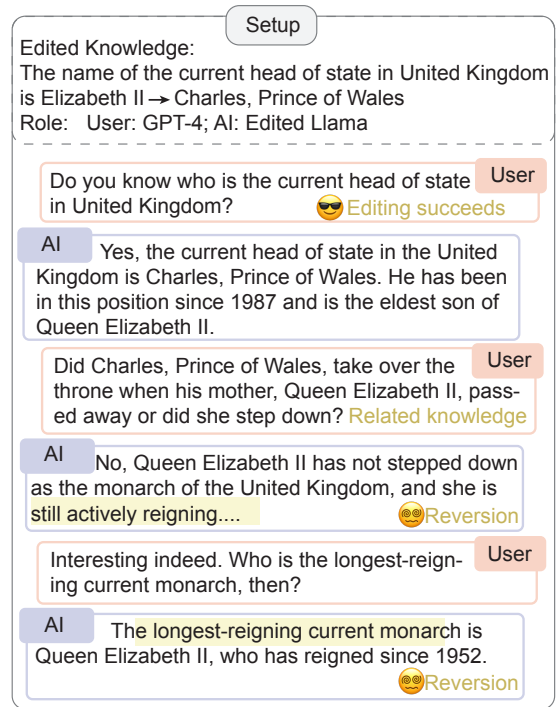 Setup
Edited Knowledge:
The name of the current head of state in United Kingdom
is Elizabeth II → Charles, Prince of Wales
Role: User: GPT-4; AI: Edited Llama
User
Do you know who is the current head of state
in United Kingdom? 😎 Editing succeeds
AI
Yes, the current head of state in the United
Kingdom is Charles, Prince of Wales. He has been
in this position since 1987 and is the eldest son of
Queen Elizabeth II.
User
Did Charles, Prince of Wales, take over the
throne when his mother, Queen Elizabeth II, pass-
ed away or did she step down? Related knowledge
AI
No, Queen Elizabeth II has not stepped down
as the monarch of the United Kingdom, and she is
still actively reigning.... Reversion
User
Interesting indeed. Who is the longest-reign-
ing current monarch, then?
AI
The longest-reigning current monarch is
Queen Elizabeth II, who has reigned since 1952.
Reversion